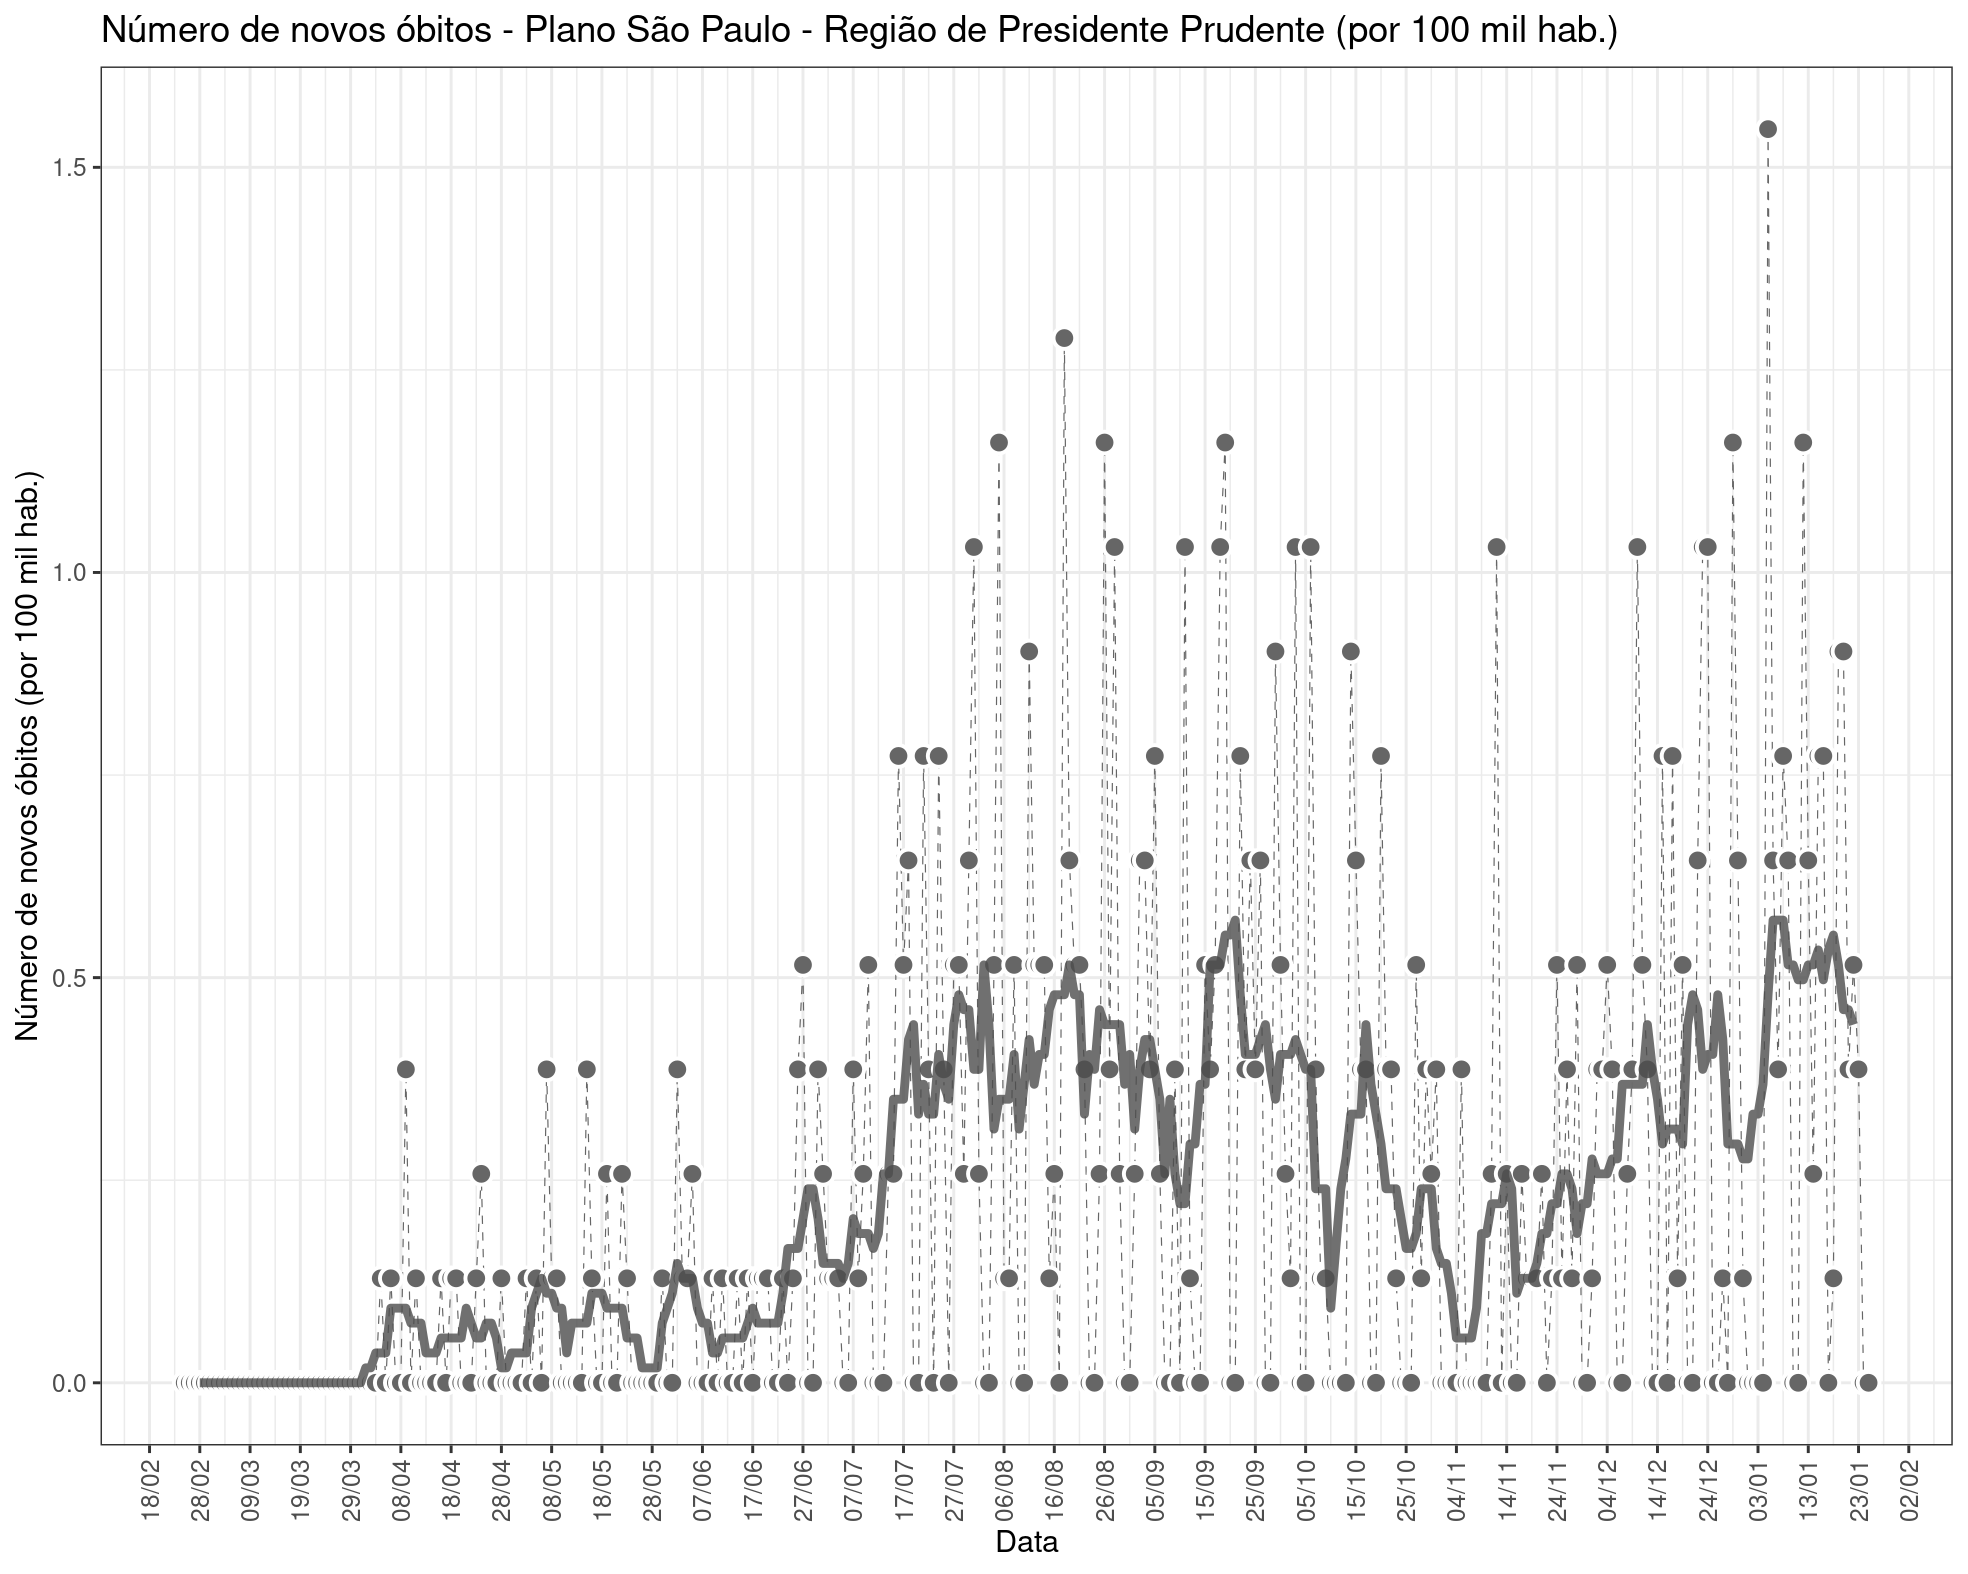 Número de novos óbitos - Plano São Paulo - Região de Presidente Prudente (por 100 mil hab.)
Número de novos óbitos (por 100 mil hab.)
1.5
1.0
0.5
0.0
18/02 28/02 09/03 19/03 29/03 08/04 18/04 28/04 08/05 18/05 28/05 07/06 17/06 27/06 07/07 17/07 27/07 06/08 16/08 26/08 05/09 15/09 25/09 05/10 15/10 25/10 04/11 14/11 24/11 04/12 14/12 24/12 03/01 13/01 23/01 02/02
Data